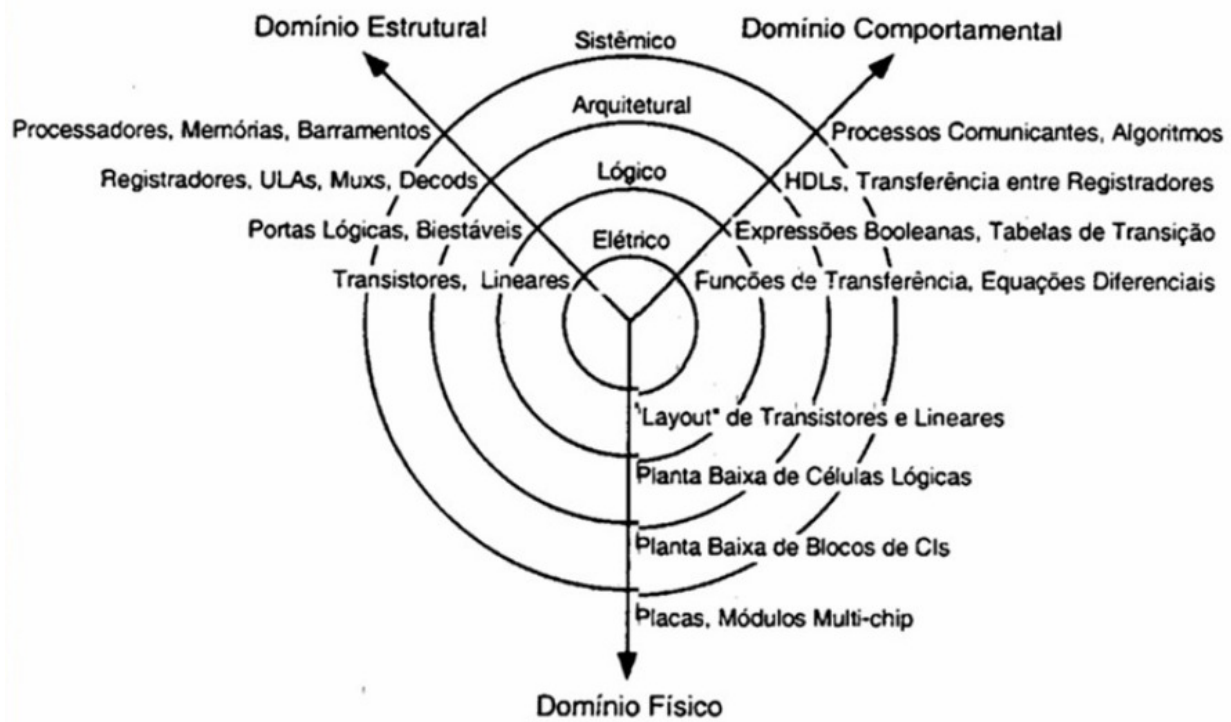 Domínio Estrutural
Sistêmico
Domínio Comportamental
Arquitetural
Processadores, Memórias, Barramentos
Processos Comunicantes, Algoritmos
Registradores, ULAs, Muxs, Decods
Lógico
HDLs, Transferência entre Registradores
Portas Lógicas, Biestáveis
Elétrico
Expressões Booleanas, Tabelas de Transição
Transistores, Lineares
Funções de Transferência, Equações Diferenciais
"Layout" de Transistores e Lineares
Planta Baixa de Células Lógicas
Planta Baixa de Blocos de CIs
Placas, Módulos Multi-chip
Domínio Físico